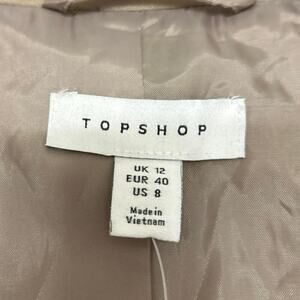 TOPSHOP
UK 12
EUR 40
US 8
Made in
Vietnam